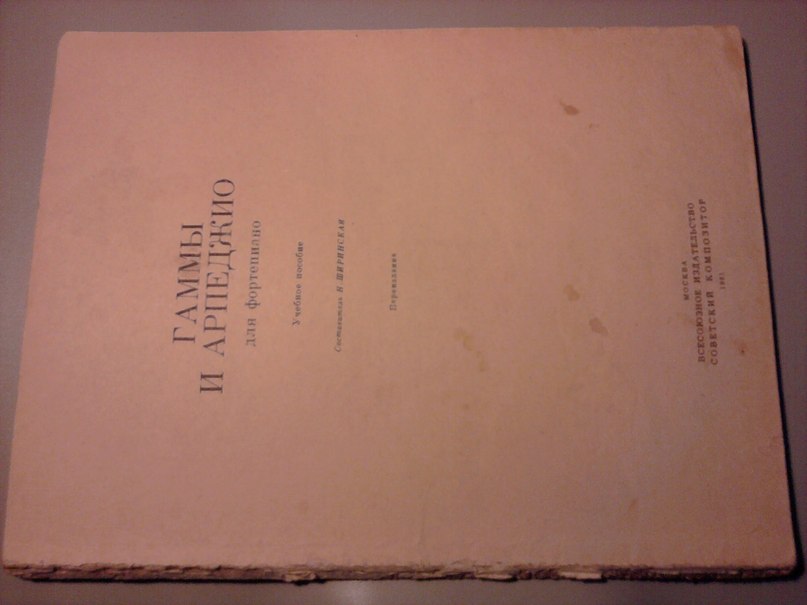 ГАММЫ
И АРПЕДЖИО
для фортепиано
Учебное пособие
Составитель Н ШИРИНСКАЯ
Переиздание
МОСКВА
ВСЕСОЮЗНОЕ ИЗДАТЕЛЬСТВО
СОВЕТСКИЙ КОМПОЗИТОР